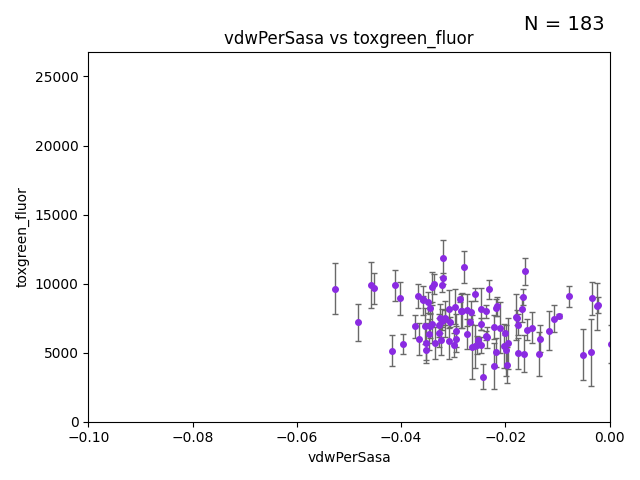 N = 183
vdwPerSasa vs toxgreen_fluor
25000
20000
15000
10000
5000
0
toxgreen_fluor
−0.10 −0.08 −0.06 −0.04 −0.02 0.00
vdwPerSasa